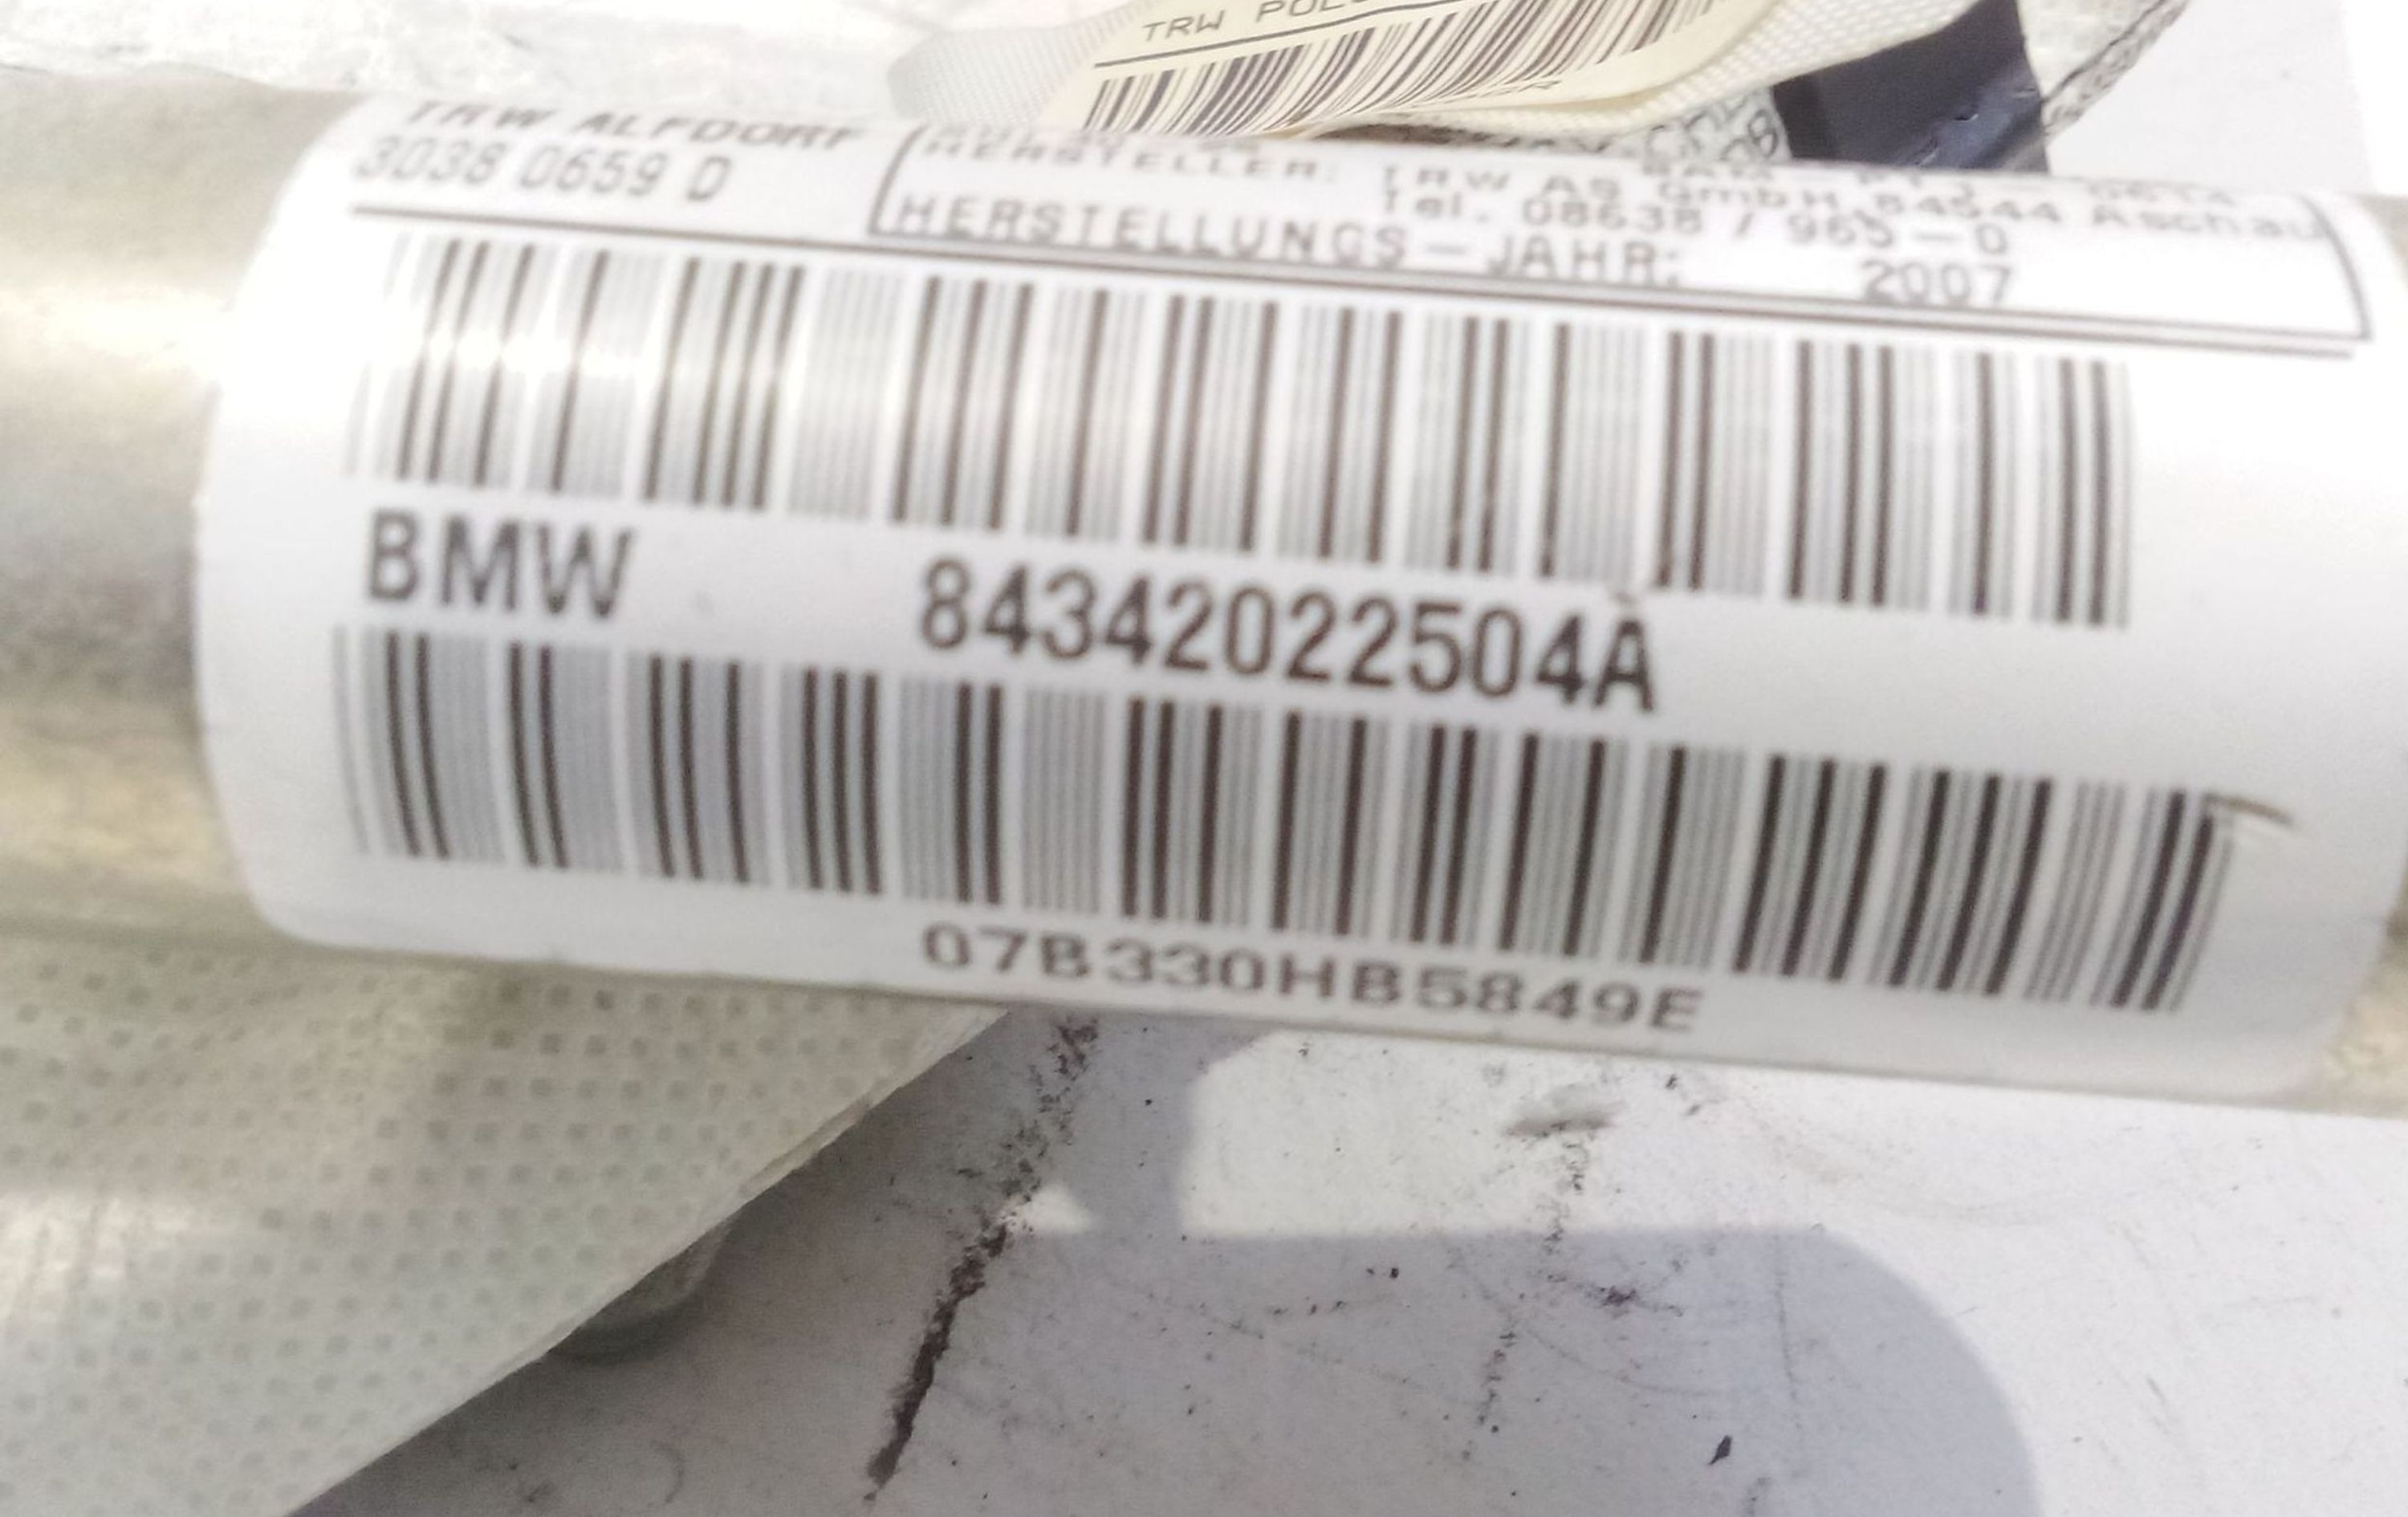 TRW
TRW ALFDORF
3038 0659 D
HERSTELLER: TRW AS GmbH, 84544 Aschau
Tel. 08638 / 965-0
HERSTELLUNGS-JAHR: 2007
BMW 84342022504A
07B330HB5849E